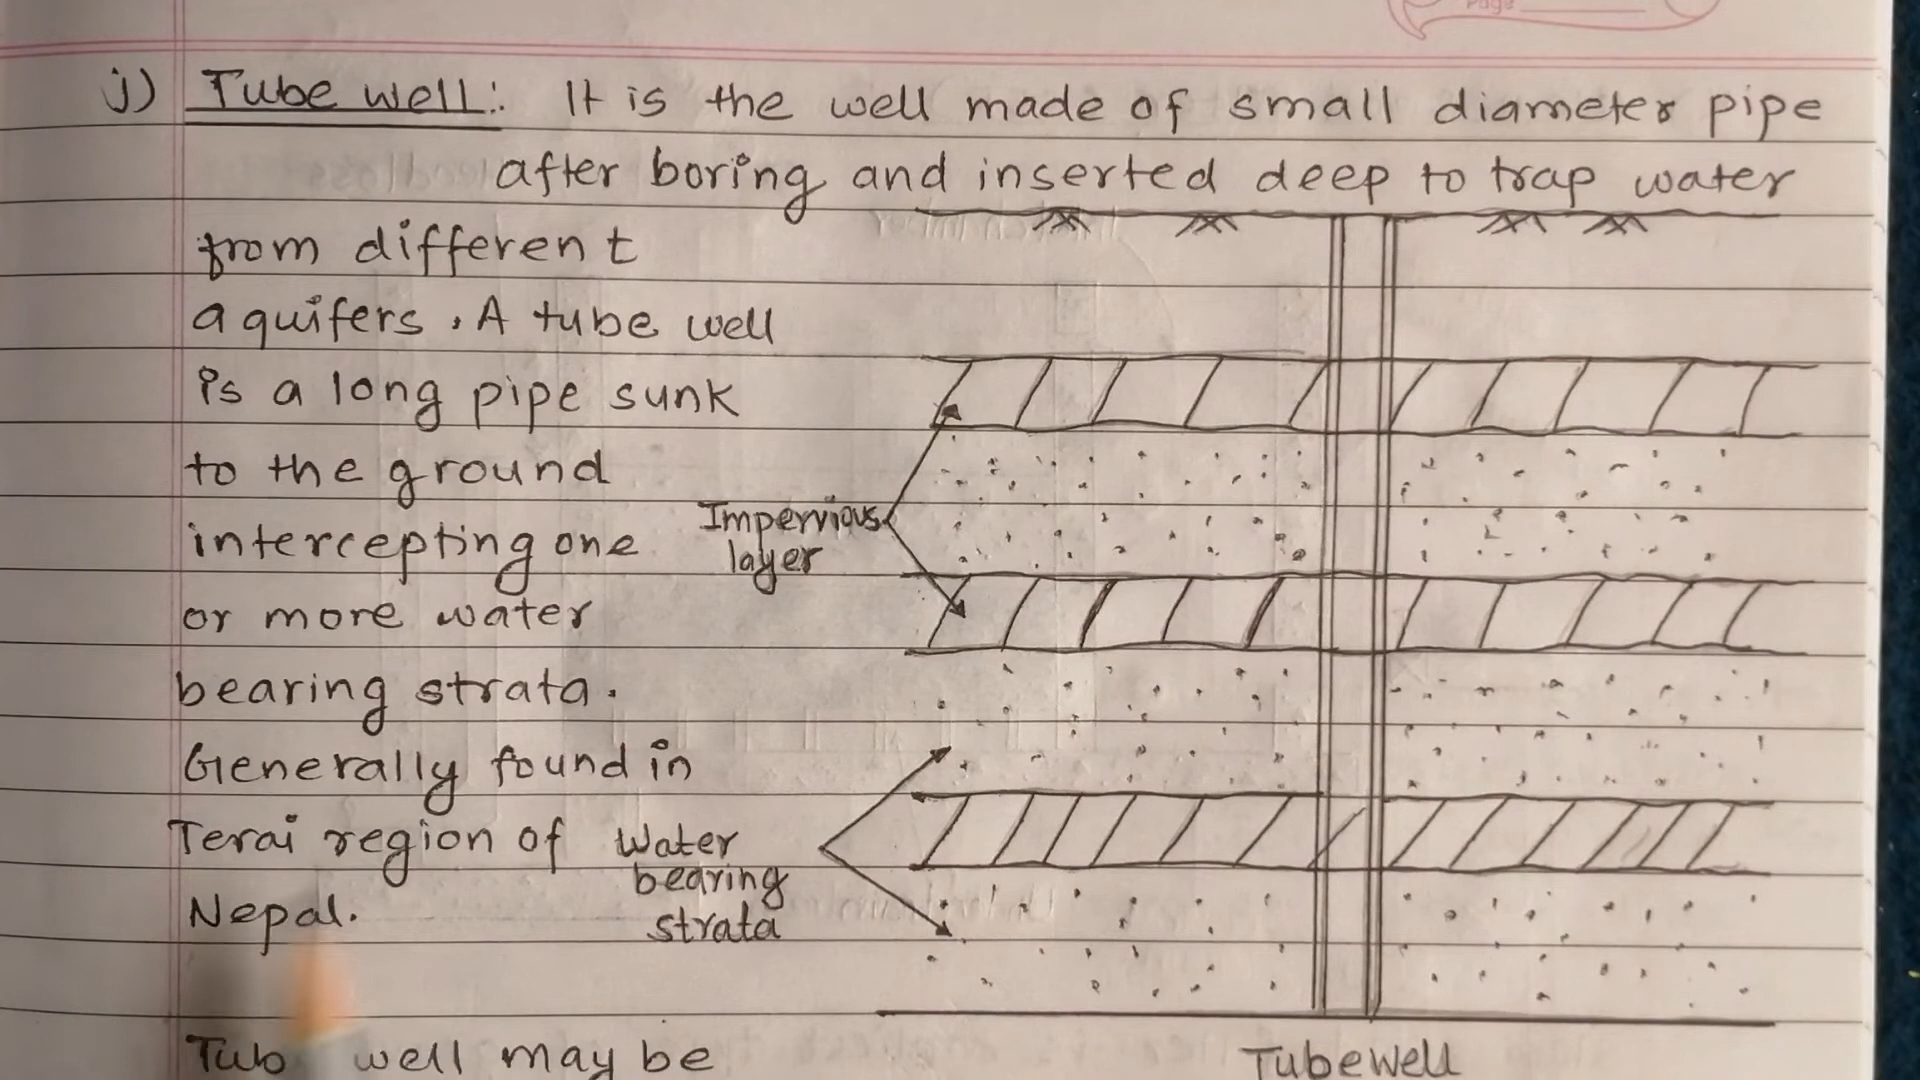 Page
j) Tube well: It is the well made of small diameter pipe
after boring and inserted deep to trap water
from different
aquifers. A tube well
is a long pipe sunk
to the ground
intercepting one
or more water
bearing strata.
Generally found in
Terai region of
Nepal.
Impervious
layer
Water
bearing
strata
Tub well may be
Tubewell